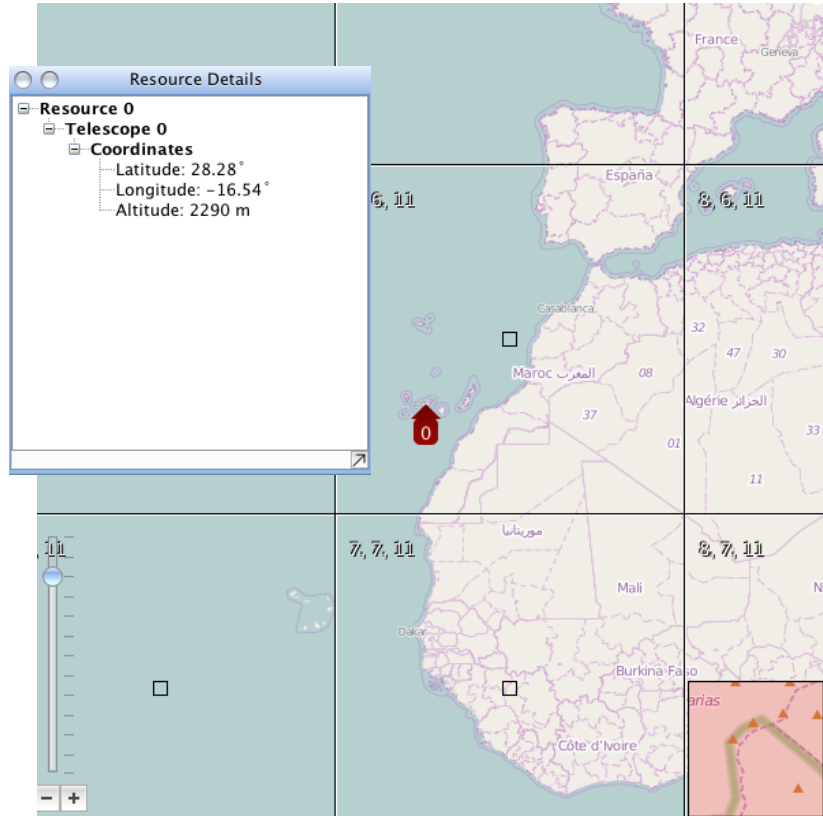 France
Geneva
Resource Details
Resource 0
Telescope 0
Coordinates
Latitude: 28.28°
Longitude: -16.54°
Altitude: 2290 m
España
6, 11
8, 6, 11
Casablanca
32
47
30
Maroc المغرب
08
Algérie الجزائر
37
33
01
0
11
موريتانيا
, 11
7, 7, 11
8, 7, 11
Mali
N
Dakar
Burkina Faso
arias
Côte d'Ivoire